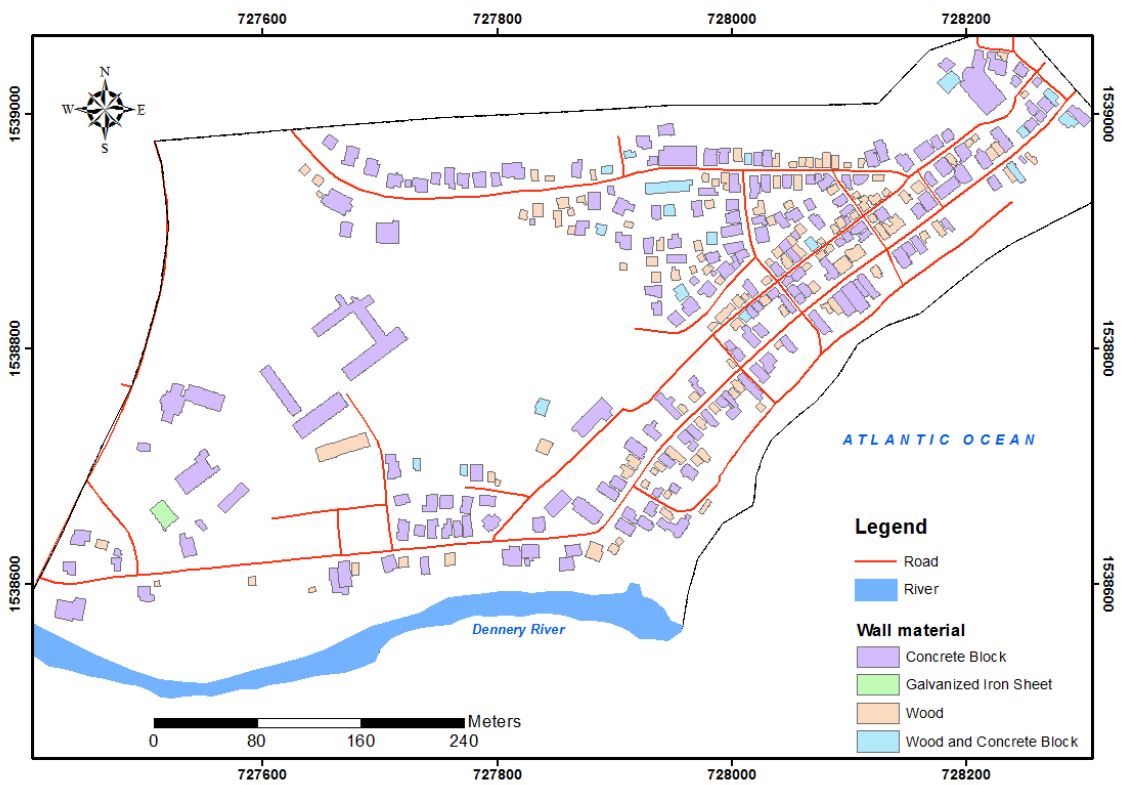 727600 727800 728000 728200
1539000 1539000
N
W E
S
1538800 1538800
ATLANTIC OCEAN
Legend
Road
River
1538600 1538600
Dennery River
Wall material
Concrete Block
Galvanized Iron Sheet
Wood
Wood and Concrete Block
Meters
0 80 160 240
727600 727800 728000 728200